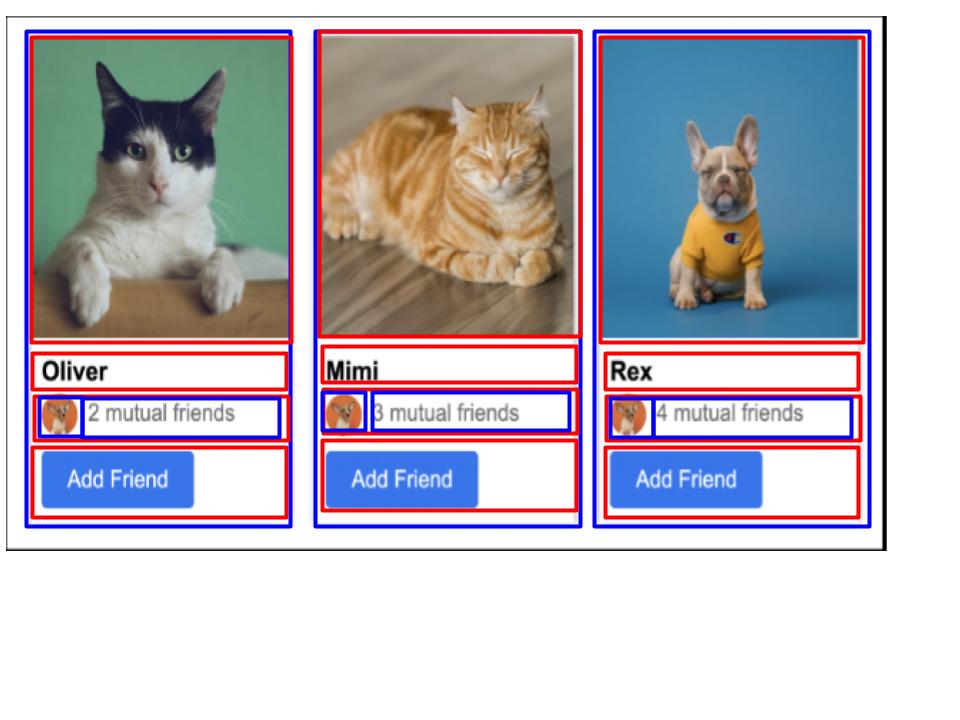 Oliver
2 mutual friends
Add Friend
Mimi
3 mutual friends
Add Friend
Rex
4 mutual friends
Add Friend